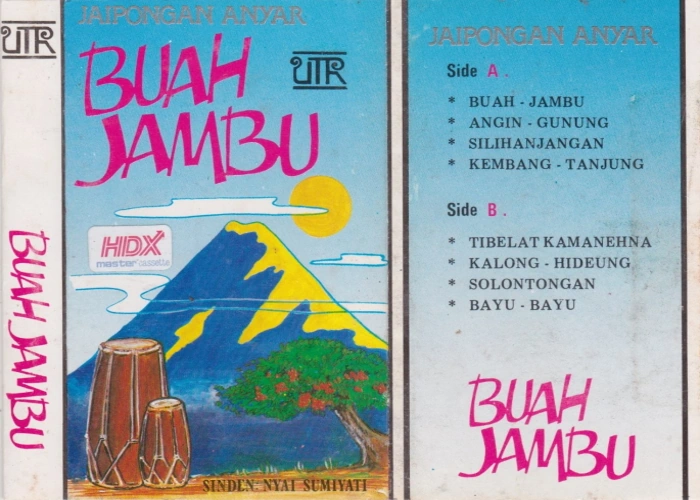 UTR
BUAH JAMBU
JAIPONGAN ANYAR
BUAH
JAMBU
UTR
HDX
master cassette
SINDEN: NYAI SUMIYATI
JAIPONGAN ANYAR
Side A.
* BUAH - JAMBU
* ANGIN - GUNUNG
* SILIHANJANGAN
* KEMBANG - TANJUNG
Side B.
* TIBELAT KAMANEHNA
* KALONG - HIDEUNG
* SOLONTONGAN
* BAYU - BAYU
BUAH
JAMBU